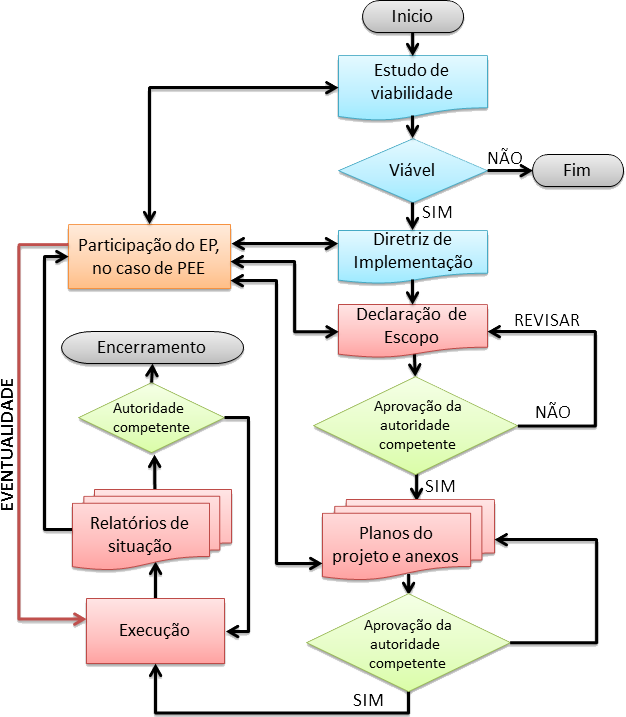 Inicio
Estudo de
viabilidade
Viável
NÃO
Fim
SIM
Participação do EP,
no caso de PEE
Diretriz de
Implementação
Declaração de
Escopo
REVISAR
Encerramento
Autoridade
competente
Aprovação da
autoridade
competente
NÃO
EVENTUALIDADE
SIM
Relatórios de
situação
Planos do
projeto e anexos
Execução
Aprovação da
autoridade
competente
SIM